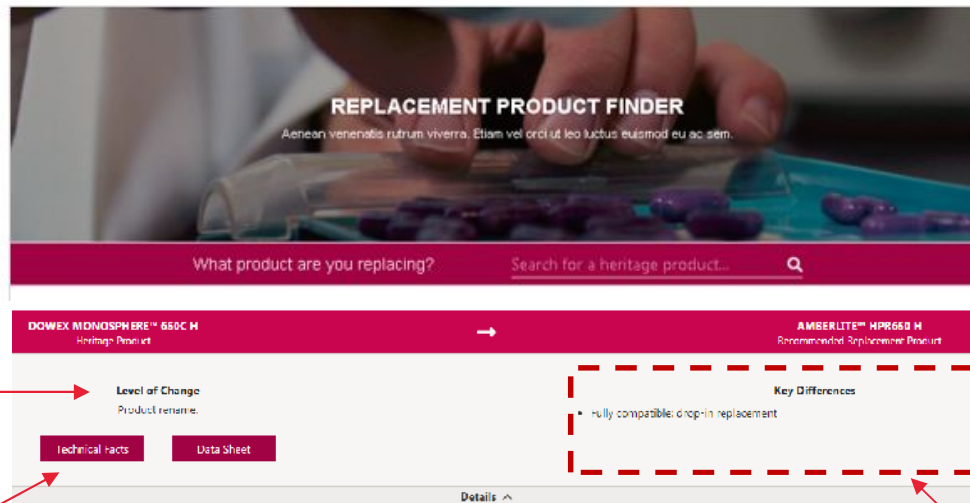 REPLACEMENT PRODUCT FINDER
Aenean venenatis rutrum viverra. Etiam vel orci ut leo luctus euismod eu ac sem.
What product are you replacing?
Search for a heritage product...
DOWEX MONOSPHERE™ 650C H
Heritage Product
→
AMBERLITE™ HPR650 H
Recommended Replacement Product
Level of Change
Product rename.
Key Differences
• Fully compatible; drop-in replacement
Technical Facts
Data Sheet
Details